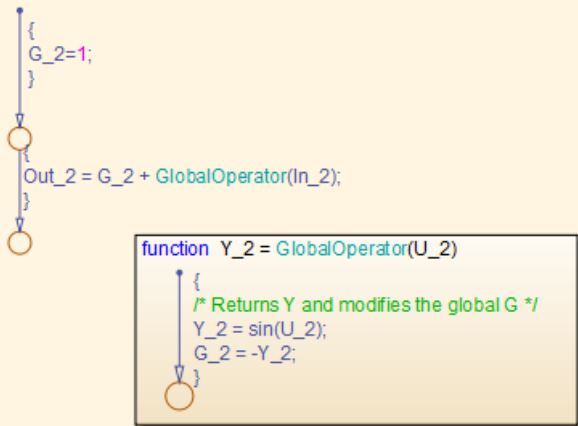 {
G_2=1;
}
{
Out_2 = G_2 + GlobalOperator(In_2);
}
function Y_2 = GlobalOperator(U_2)
{
/* Returns Y and modifies the global G */
Y_2 = sin(U_2);
G_2 = -Y_2;
}